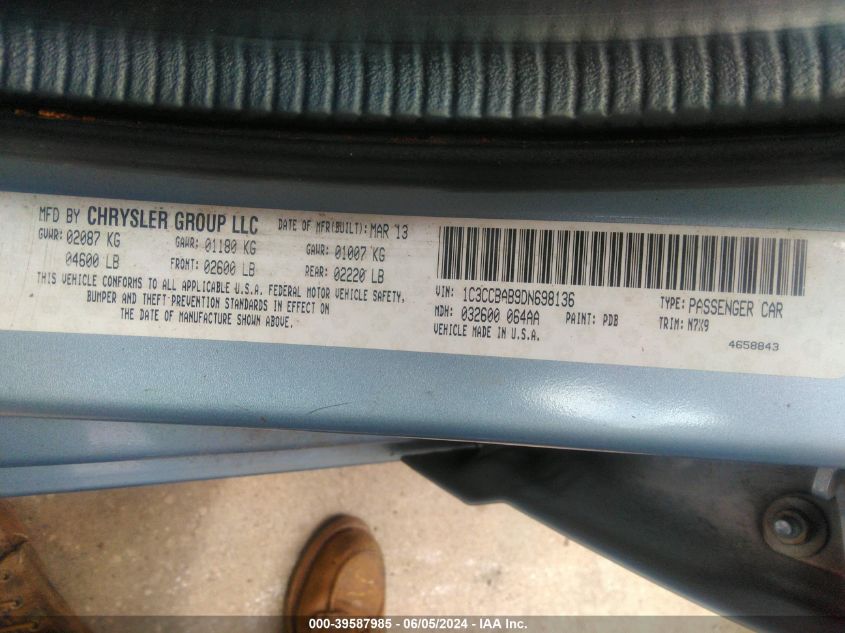 MFD BY CHRYSLER GROUP LLC DATE OF MFR(BUILT): MAR 13
GVWR: 02087 KG GAWR: 01180 KG GAWR: 01007 KG
04600 LB FRONT: 02600 LB REAR: 02220 LB
THIS VEHICLE CONFORMS TO ALL APPLICABLE U.S.A. FEDERAL MOTOR VEHICLE SAFETY,
BUMPER AND THEFT PREVENTION STANDARDS IN EFFECT ON
THE DATE OF MANUFACTURE SHOWN ABOVE.
VIN: 1C3CCBAB9DN698136 TYPE: PASSENGER CAR
MDH: 032600 064AA PAINT: PDB TRIM: N7X9
VEHICLE MADE IN U.S.A.
4658843
000-39587985 - 06/05/2024 - IAA Inc.